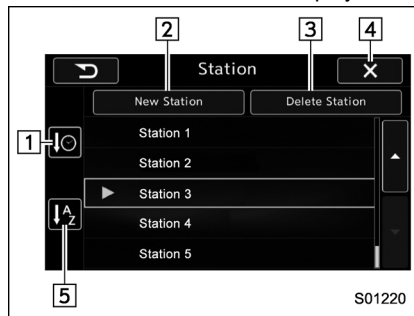 2 3 4
Station
New Station Delete Station
1
Station 1
Station 2
Station 3
Station 4
A
Z
Station 5
5
S01220